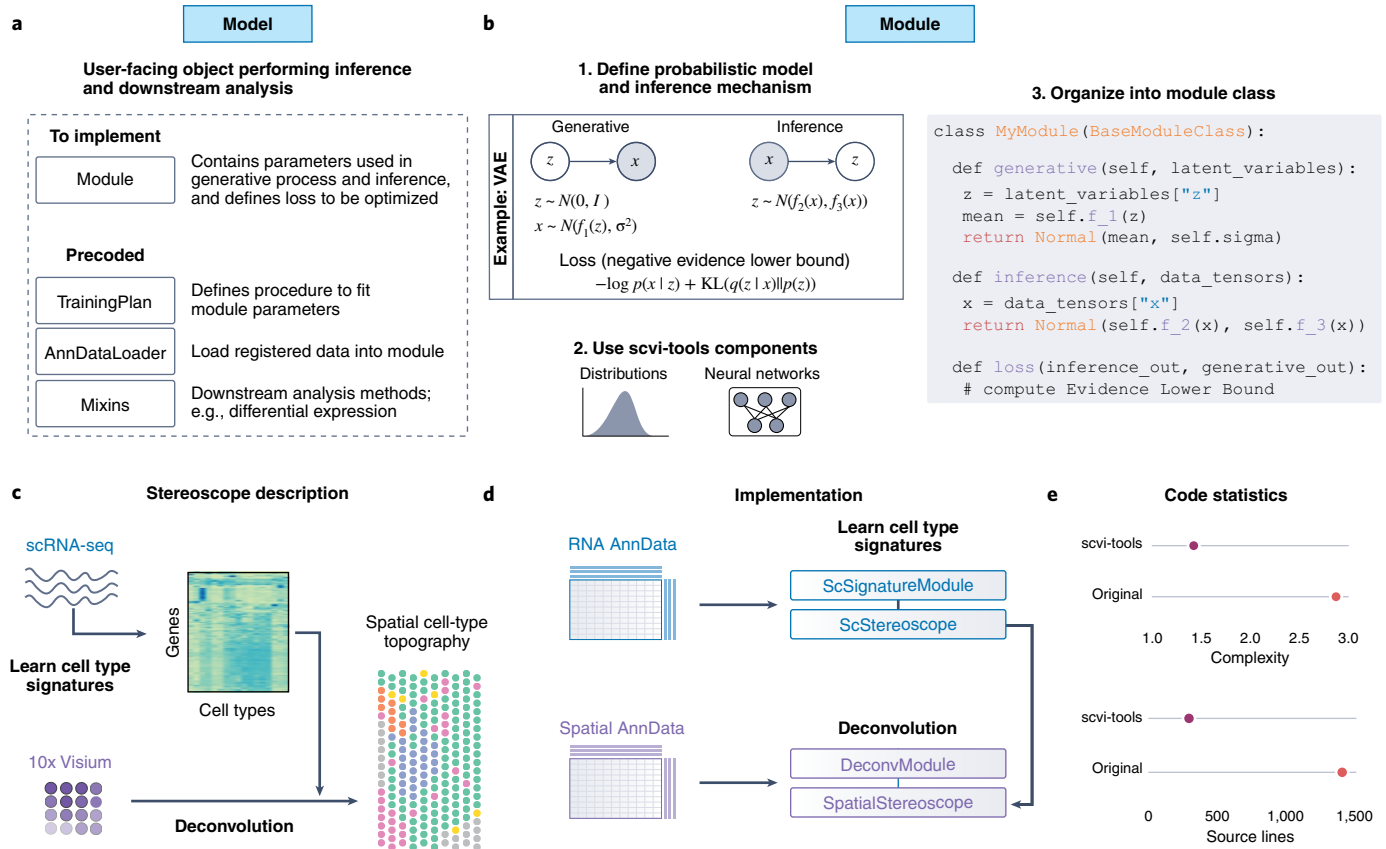 a
Model
User-facing object performing inference
and downstream analysis
To implement
Module
Contains parameters used in
generative process and inference,
and defines loss to be optimized
Precoded
TrainingPlan
Defines procedure to fit
module parameters
AnnDataLoader
Load registered data into module
Mixins
Downstream analysis methods;
e.g., differential expression
b
Module
1. Define probabilistic model
and inference mechanism
Example: VAE
Generative
z
x
z ~ N(0, I )
x ~ N(f₁(z), σ²)
Inference
x
z
z ~ N(f₂(x), f₃(x))
Loss (negative evidence lower bound)
−log p(x | z) + KL(q(z | x)||p(z))
2. Use scvi-tools components
Distributions
Neural networks
3. Organize into module class
class MyModule(BaseModuleClass):
def generative(self, latent_variables):
z = latent_variables["z"]
mean = self.f_1(z)
return Normal(mean, self.sigma)
def inference(self, data_tensors):
x = data_tensors["x"]
return Normal(self.f_2(x), self.f_3(x))
def loss(inference_out, generative_out):
# compute Evidence Lower Bound
c
Stereoscope description
scRNA-seq
Learn cell type
signatures
Genes
Cell types
Spatial cell-type
topography
10x Visium
Deconvolution
d
Implementation
RNA AnnData
Learn cell type
signatures
ScSignatureModule
ScStereoscope
Spatial AnnData
Deconvolution
DeconvModule
SpatialStereoscope
e
Code statistics
scvi-tools
Original
1.0 1.5 2.0 2.5 3.0
Complexity
scvi-tools
Original
0 500 1,000 1,500
Source lines